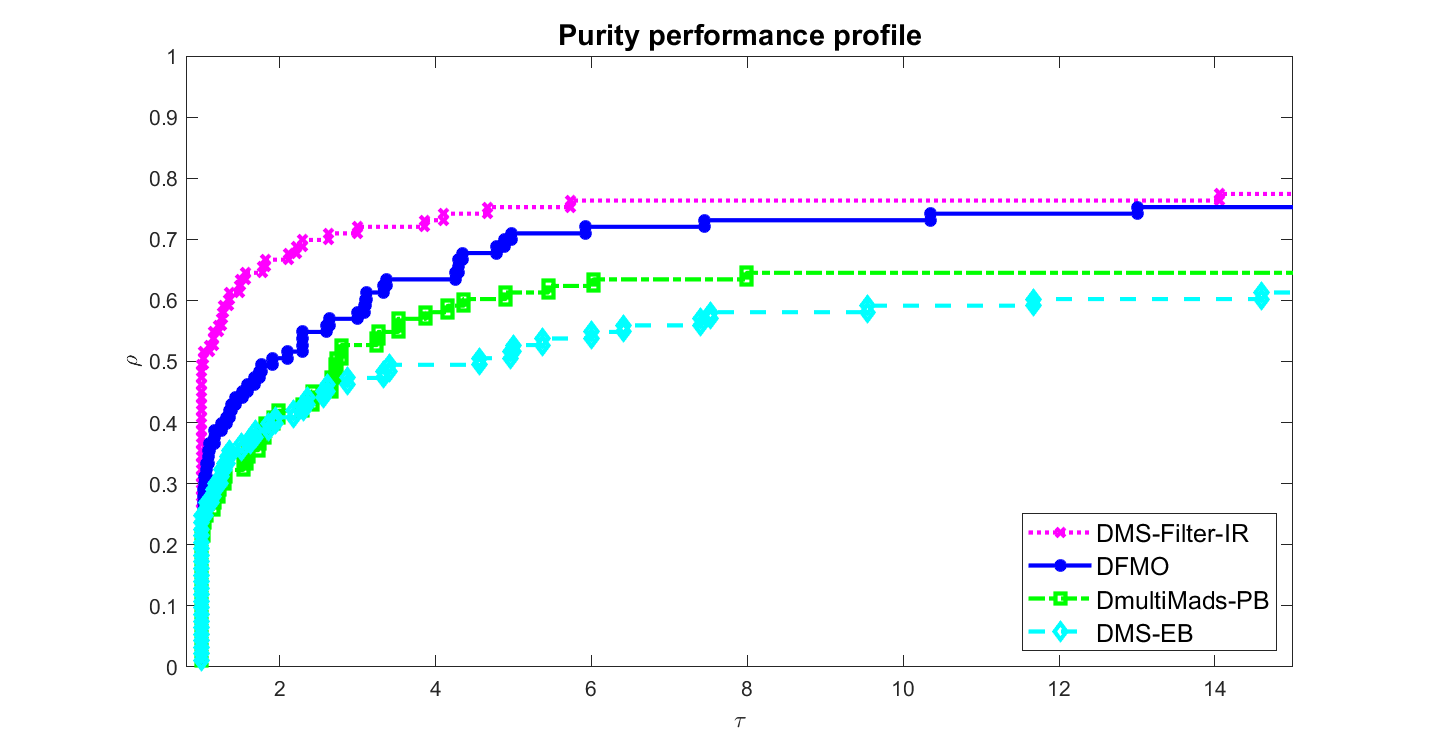 Purity performance profile
1
0.9
0.8
0.7
0.6
0.5
0.4
0.3
0.2
0.1
0
ρ
2 4 6 8 10 12 14
τ
DMS-Filter-IR
DFMO
DmultiMads-PB
DMS-EB